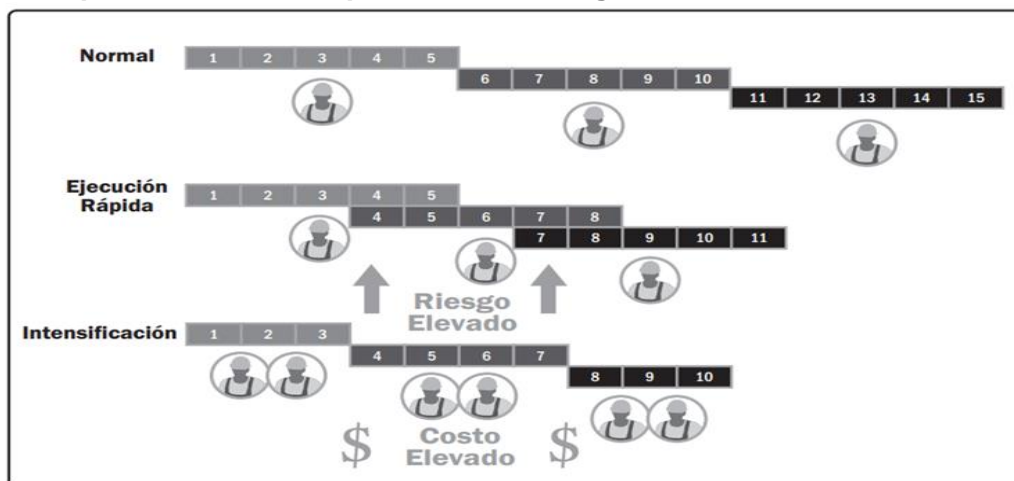 Normal
1 2 3 4 5
6 7 8 9 10
11 12 13 14 15
Ejecución
Rápida
1 2 3 4 5
4 5 6 7 8
7 8 9 10 11
Riesgo
Elevado
Intensificación
1 2 3
4 5 6 7
8 9 10
$ Costo $
Elevado